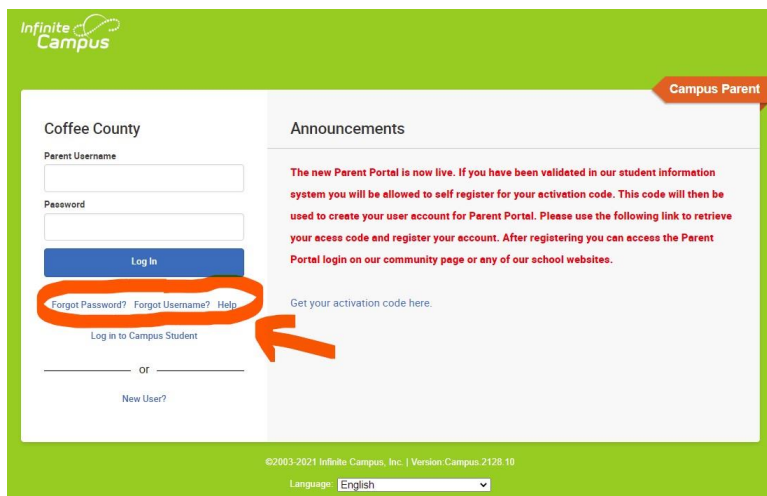 Infinite
Campus
Campus Parent
Coffee County
Parent Username
Password
Log In
Forgot Password? Forgot Username? Help
Log in to Campus Student
or
New User?
Announcements
The new Parent Portal is now live. If you have been validated in our student information
system you will be allowed to self register for your activation code. This code will then be
used to create your user account for Parent Portal. Please use the following link to retrieve
your acess code and register your account. After registering you can access the Parent
Portal login on our community page or any of our school websites.
Get your activation code here.
©2003-2021 Infinite Campus, Inc. | Version:Campus.2128.10
Language: English